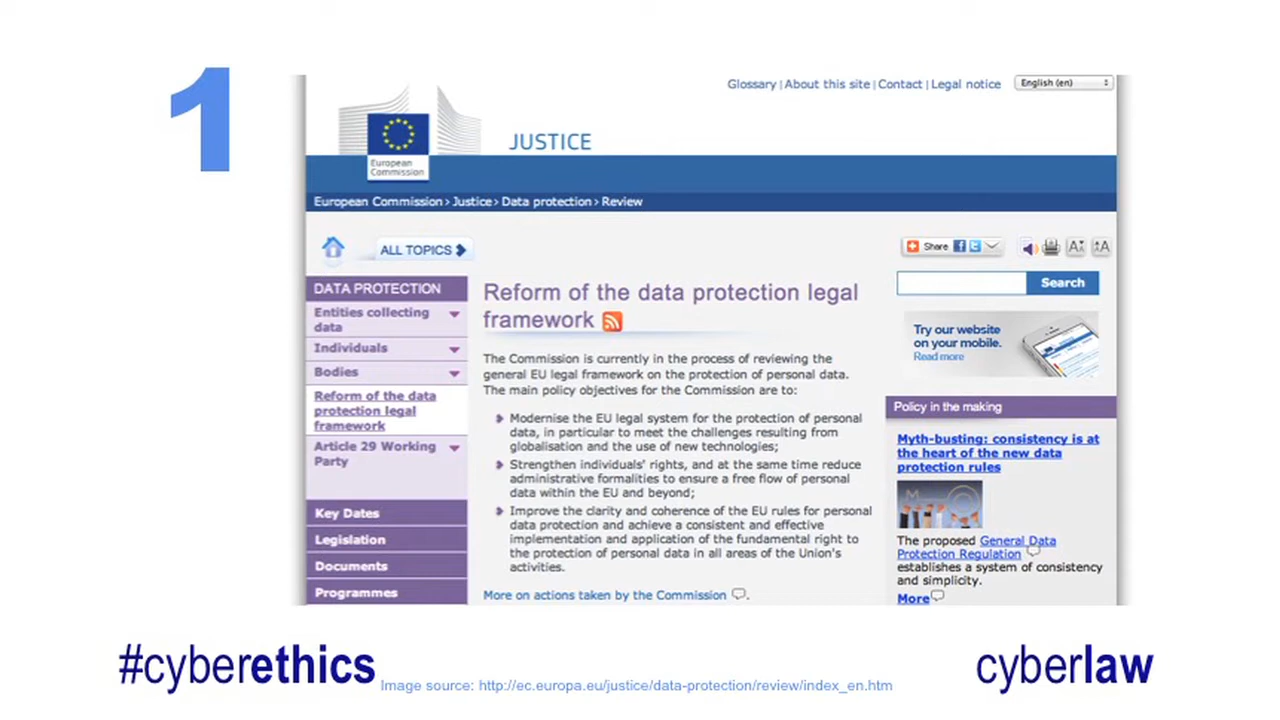 1
Glossary | About this site | Contact | Legal notice
English (en)
European
Commission
JUSTICE
European Commission > Justice > Data protection > Review
ALL TOPICS
Share
DATA PROTECTION
Entities collecting
data
Individuals
Bodies
Reform of the data
protection legal
framework
Article 29 Working
Party
Key Dates
Legislation
Documents
Programmes
Reform of the data protection legal
framework
The Commission is currently in the process of reviewing the
general EU legal framework on the protection of personal data.
The main policy objectives for the Commission are to:
Modernise the EU legal system for the protection of personal
data, in particular to meet the challenges resulting from
globalisation and the use of new technologies;
Strengthen individuals' rights, and at the same time reduce
administrative formalities to ensure a free flow of personal
data within the EU and beyond;
Improve the clarity and coherence of the EU rules for personal
data protection and achieve a consistent and effective
implementation and application of the fundamental right to
the protection of personal data in all areas of the Union's
activities.
More on actions taken by the Commission .
Search
Try our website
on your mobile.
Read more
Policy in the making
Myth-busting: consistency is at
the heart of the new data
protection rules
The proposed General Data
Protection Regulation
establishes a system of consistency
and simplicity.
More
#cyberethics
Image source: http://ec.europa.eu/justice/data-protection/review/index_en.htm
cyberlaw